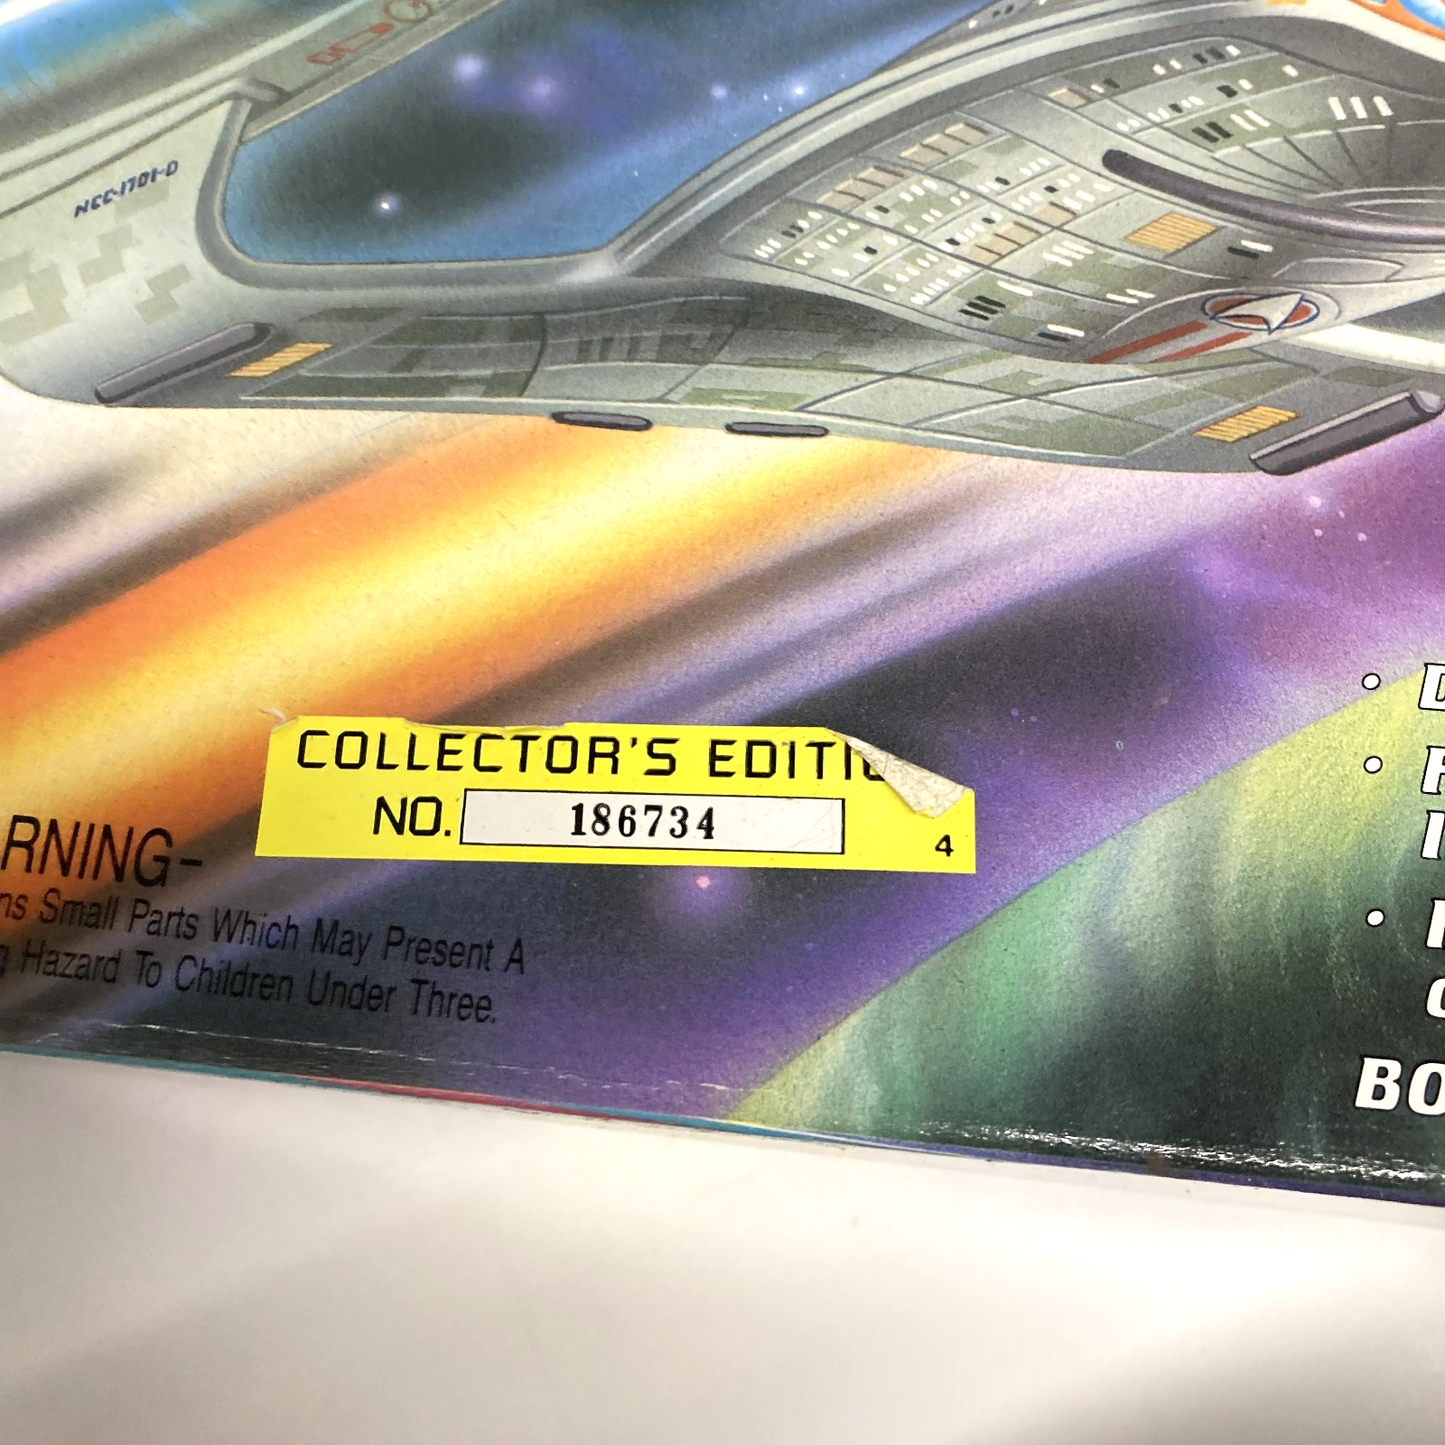 NCC-1701-D
COLLECTOR'S EDITI
NO. 186734
4
RNING-
ns Small Parts Which May Present A
Hazard To Children Under Three.
BO